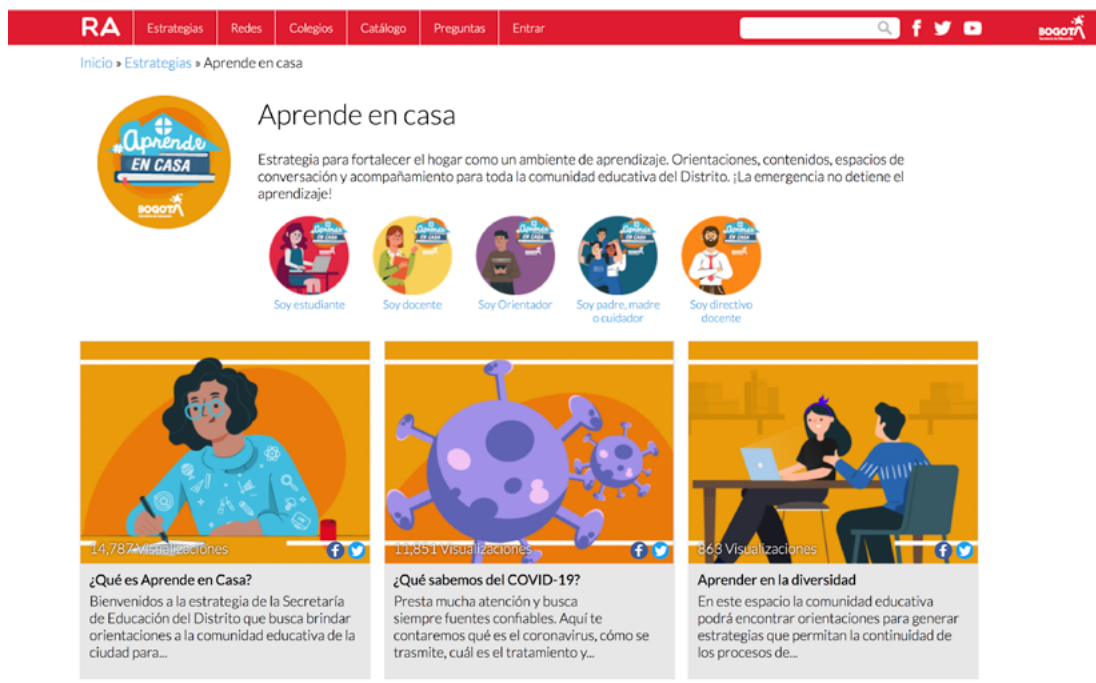 RA Estrategias Redes Colegios Catálogo Preguntas Entrar
BOGOTÁ
Inicio » Estrategias » Aprende en casa
#Aprende
EN CASA
BOGOTÁ
Aprende en casa
Estrategia para fortalecer el hogar como un ambiente de aprendizaje. Orientaciones, contenidos, espacios de
conversación y acompañamiento para toda la comunidad educativa del Distrito. ¡La emergencia no detiene el
aprendizaje!
Soy estudiante
Soy docente
Soy Orientador
Soy padre, madre
o cuidador
Soy directivo
docente
14,787 Visualizaciones
¿Qué es Aprende en Casa?
Bienvenidos a la estrategia de la Secretaría
de Educación del Distrito que busca brindar
orientaciones a la comunidad educativa de la
ciudad para...
11,851 Visualizaciones
¿Qué sabemos del COVID-19?
Presta mucha atención y busca
siempre fuentes confiables. Aquí te
contaremos qué es el coronavirus, cómo se
trasmite, cuál es el tratamiento y...
863 Visualizaciones
Aprender en la diversidad
En este espacio la comunidad educativa
podrá encontrar orientaciones para generar
estrategias que permitan la continuidad de
los procesos de...